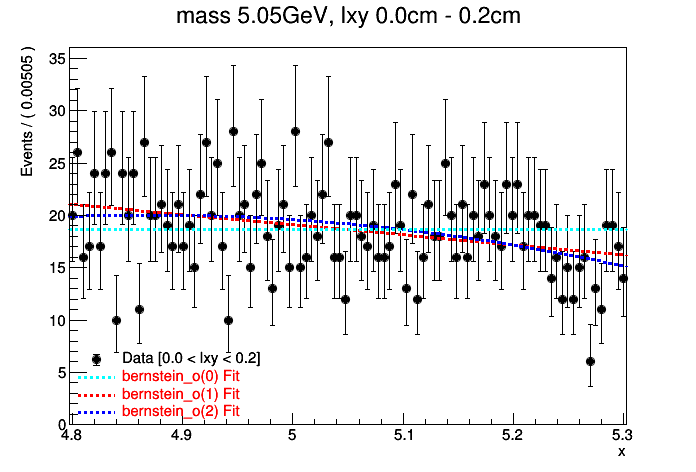 mass 5.05GeV, lxy 0.0cm - 0.2cm
Events / ( 0.00505 )
35
30
25
20
15
10
5
0
Data [0.0 < lxy < 0.2]
bernstein_o(0) Fit
bernstein_o(1) Fit
bernstein_o(2) Fit
4.8 4.9 5 5.1 5.2 5.3
x